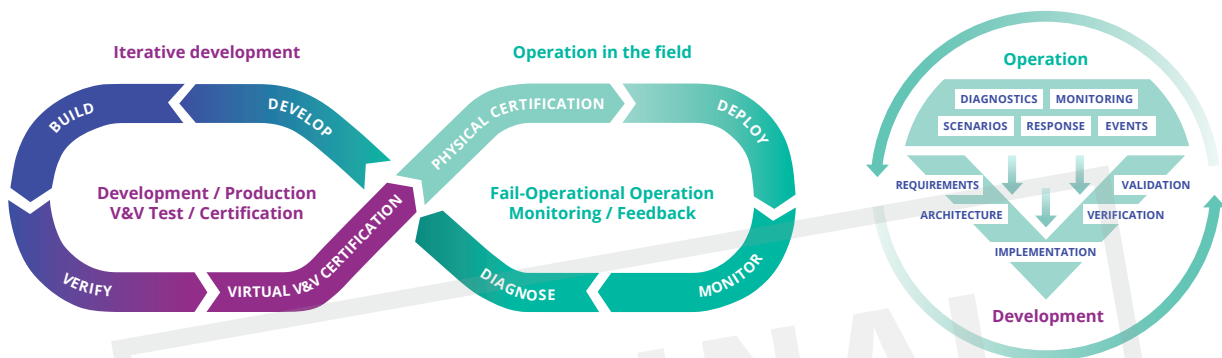 Iterative development
Operation in the field
Operation
BUILD
DEVELOP
PHYSICAL CERTIFICATION
DEPLOY
Development / Production
V&V Test / Certification
Fail-Operational Operation
Monitoring / Feedback
VERIFY
VIRTUAL V&V CERTIFICATION
DIAGNOSE
MONITOR
DIAGNOSTICS
MONITORING
SCENARIOS
RESPONSE
EVENTS
REQUIREMENTS
VALIDATION
ARCHITECTURE
VERIFICATION
IMPLEMENTATION
Development